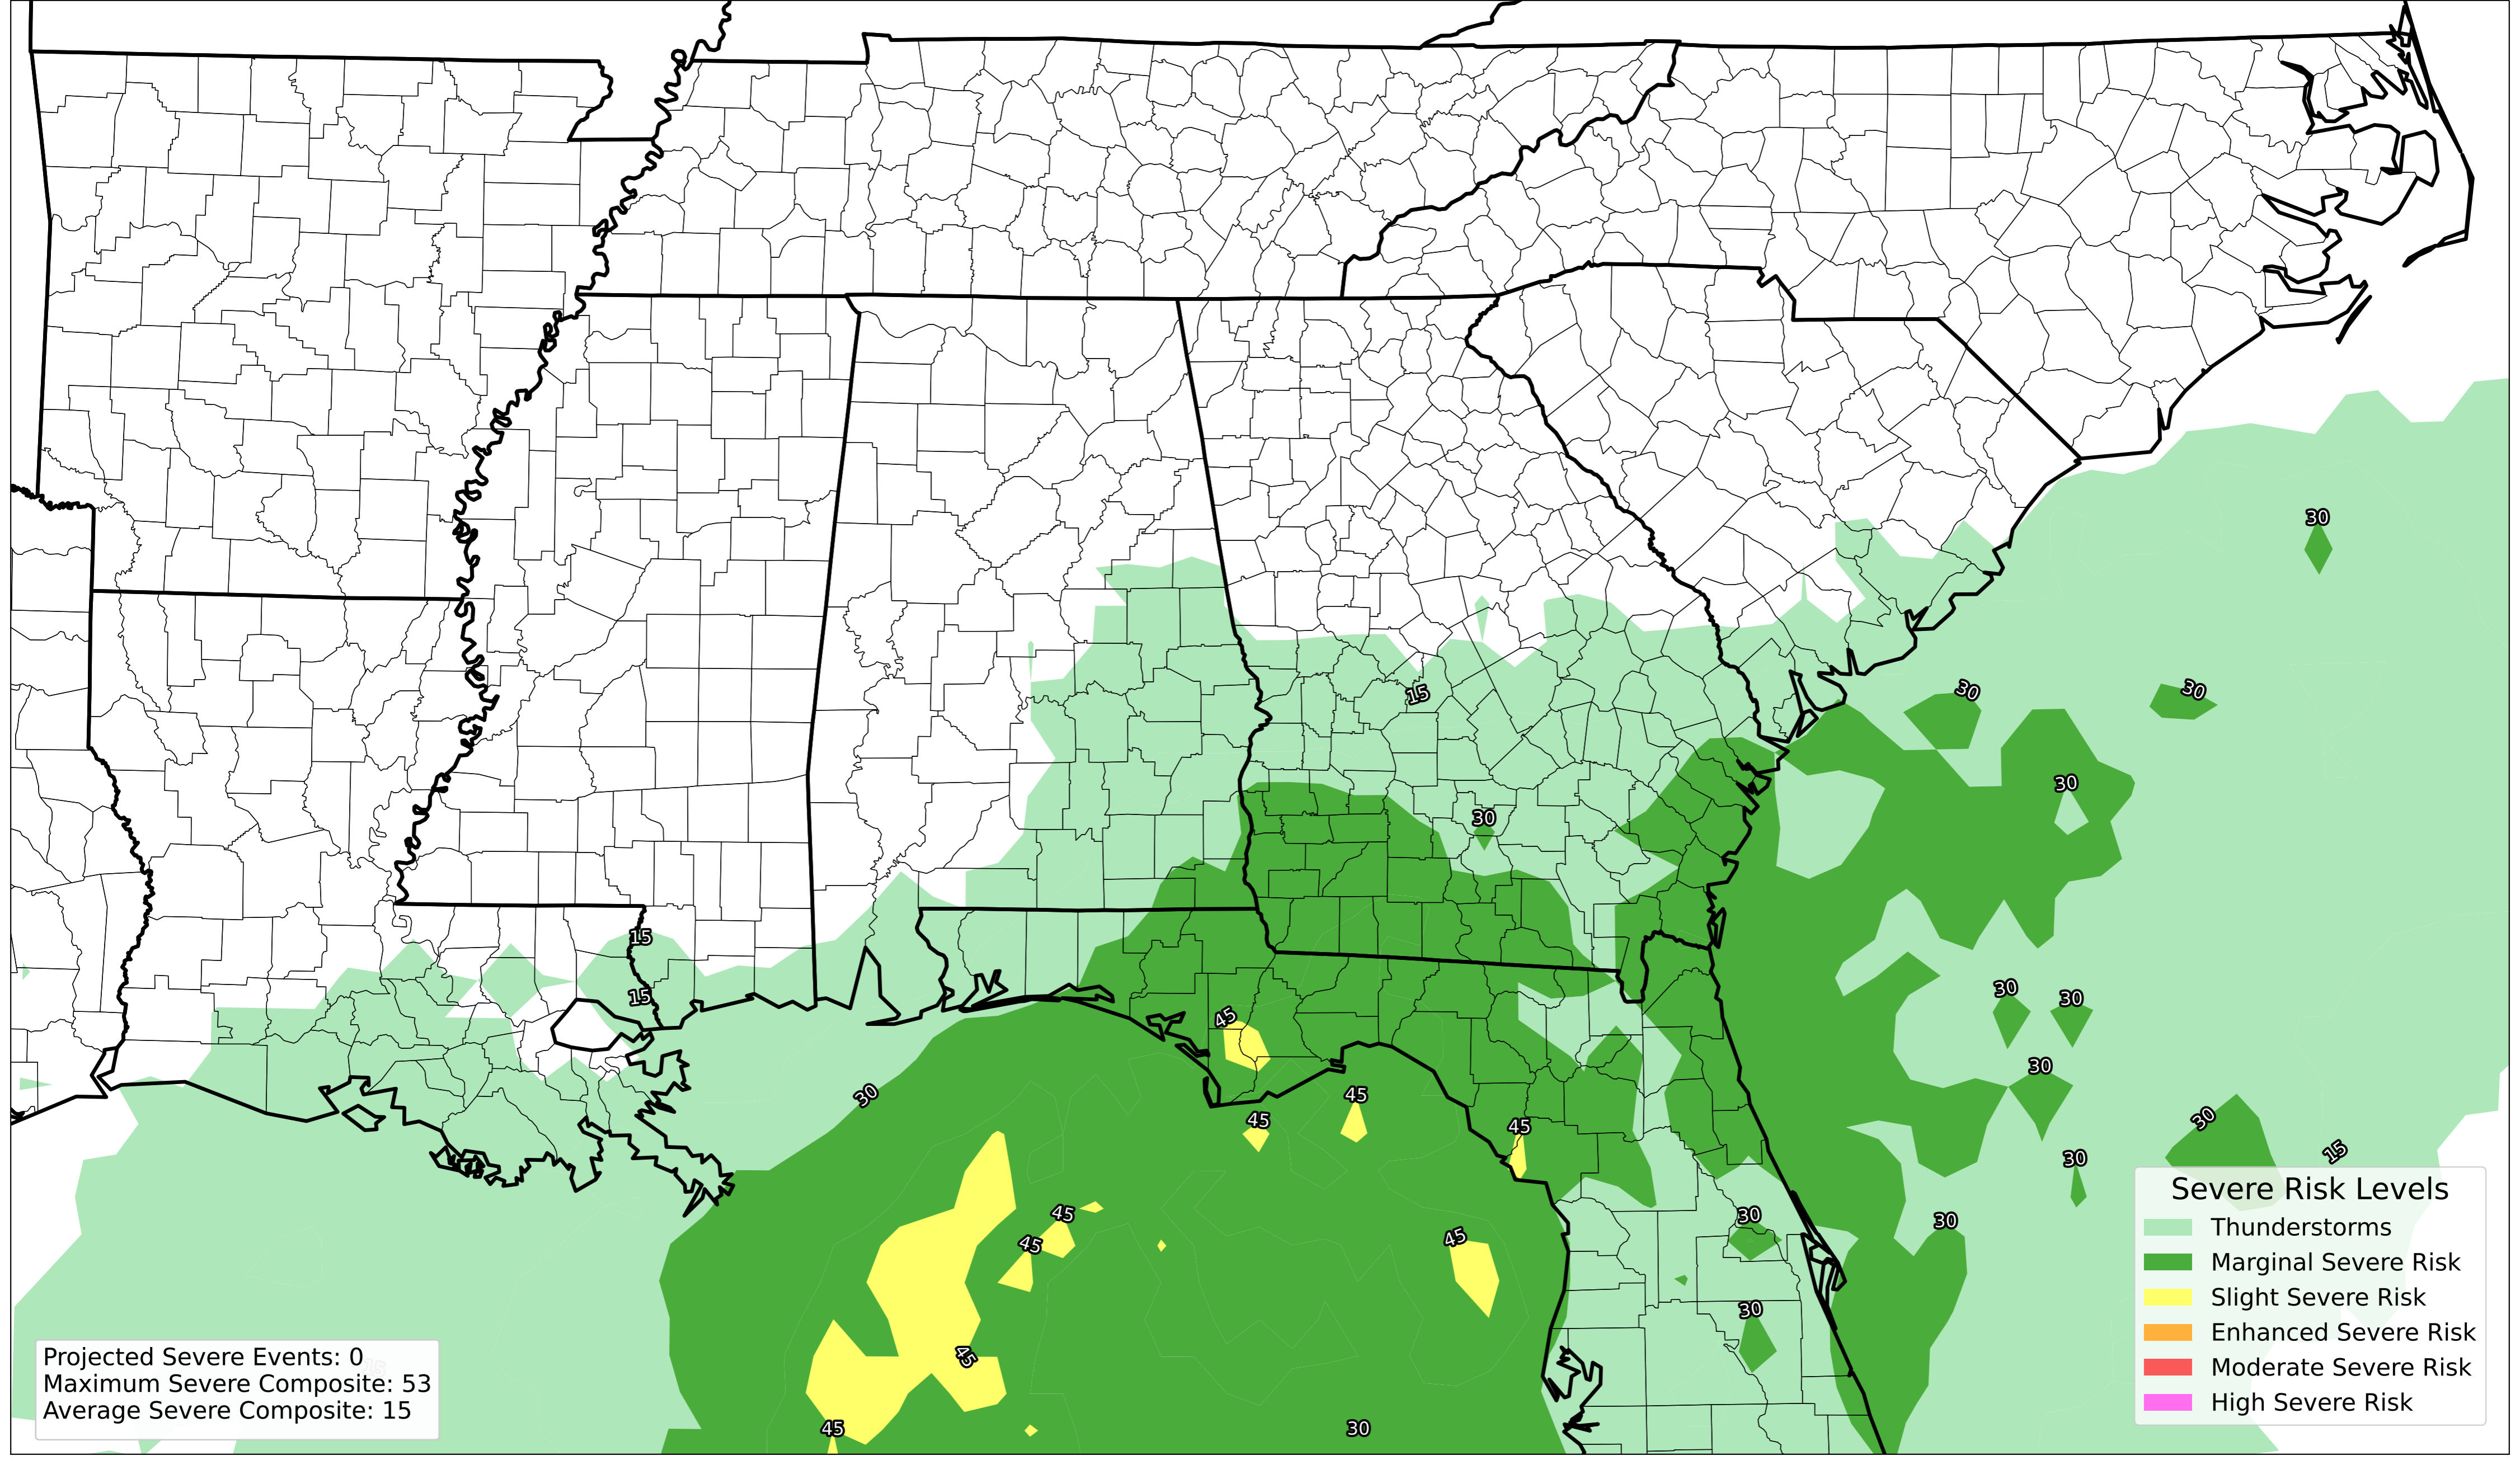 30
30
30
15
30
30
15
15
30
30
45
30
30
45
45
30
15
45
30
45
30
45
45
30
30
45
45
30
15
Severe Risk Levels
Thunderstorms
Marginal Severe Risk
Slight Severe Risk
Enhanced Severe Risk
Moderate Severe Risk
High Severe Risk
Projected Severe Events: 0
Maximum Severe Composite: 53
Average Severe Composite: 15